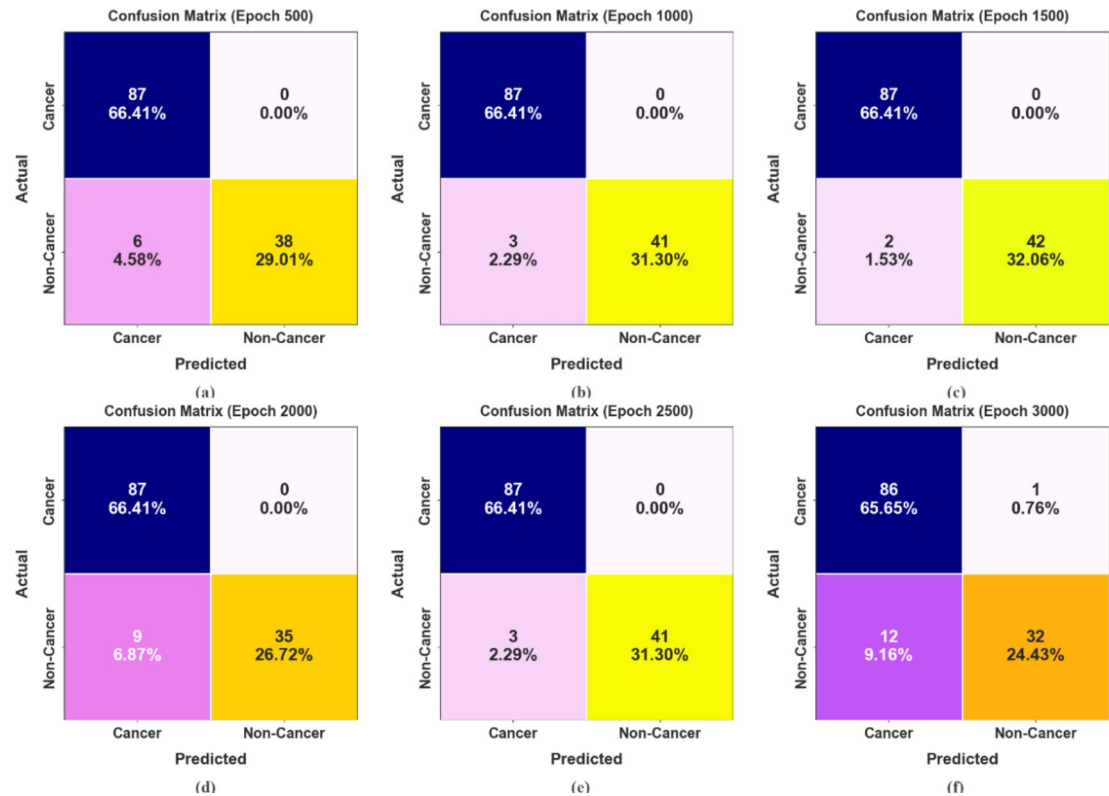 Confusion Matrix (Epoch 500)
Actual
Cancer
Non-Cancer
87
66.41%
0
0.00%
6
4.58%
38
29.01%
Cancer
Non-Cancer
Predicted
(a)
Confusion Matrix (Epoch 1000)
Actual
Cancer
Non-Cancer
87
66.41%
0
0.00%
3
2.29%
41
31.30%
Cancer
Non-Cancer
Predicted
(b)
Confusion Matrix (Epoch 1500)
Actual
Cancer
Non-Cancer
87
66.41%
0
0.00%
2
1.53%
42
32.06%
Cancer
Non-Cancer
Predicted
(c)
Confusion Matrix (Epoch 2000)
Actual
Cancer
Non-Cancer
87
66.41%
0
0.00%
9
6.87%
35
26.72%
Cancer
Non-Cancer
Predicted
(d)
Confusion Matrix (Epoch 2500)
Actual
Cancer
Non-Cancer
87
66.41%
0
0.00%
3
2.29%
41
31.30%
Cancer
Non-Cancer
Predicted
(e)
Confusion Matrix (Epoch 3000)
Actual
Cancer
Non-Cancer
86
65.65%
1
0.76%
12
9.16%
32
24.43%
Cancer
Non-Cancer
Predicted
(f)